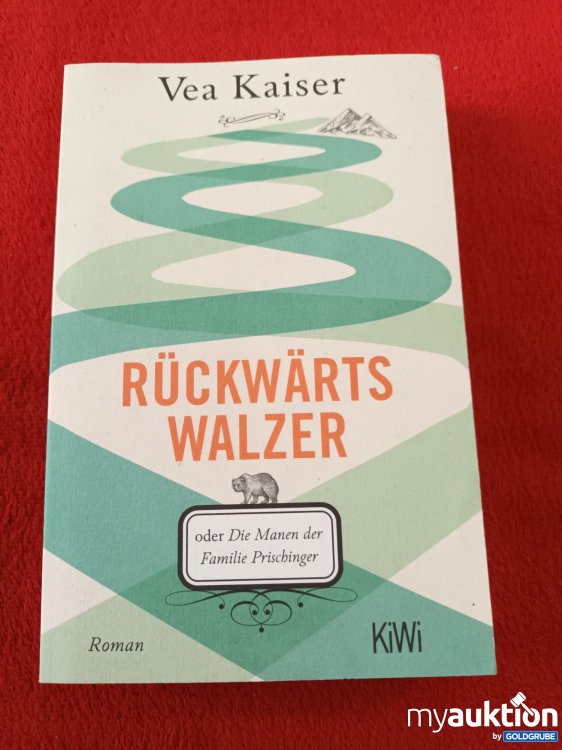 Vea Kaiser
RÜCKWÄRTS
WALZER
oder Die Manen der
Familie Prischinger
Roman
KiWi
myauktion
by GOLDGRUBE